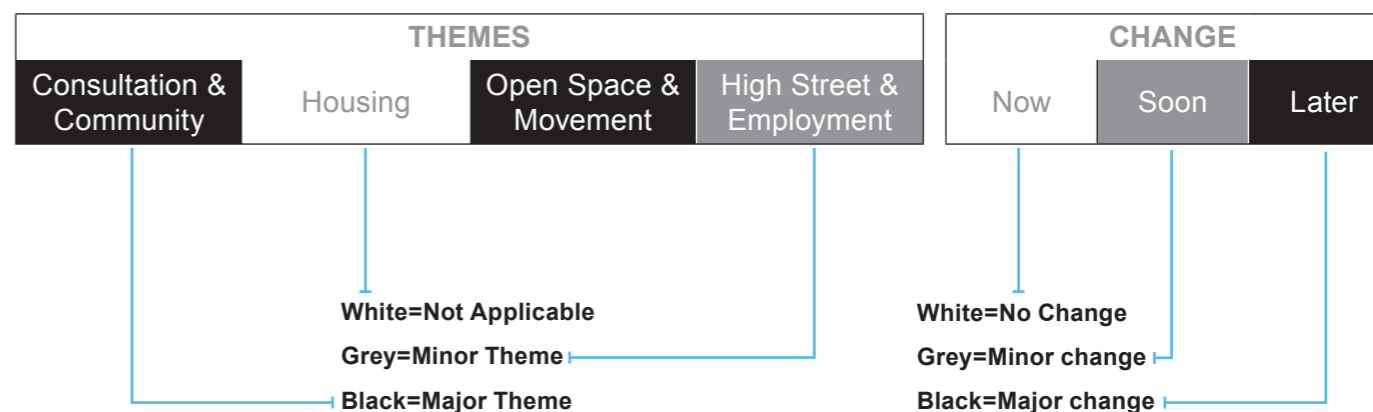 THEMES
Consultation &
Community
Housing
Open Space &
Movement
High Street &
Employment
CHANGE
Now
Soon
Later
White=Not Applicable
Grey=Minor Theme
Black=Major Theme
White=No Change
Grey=Minor change
Black=Major change